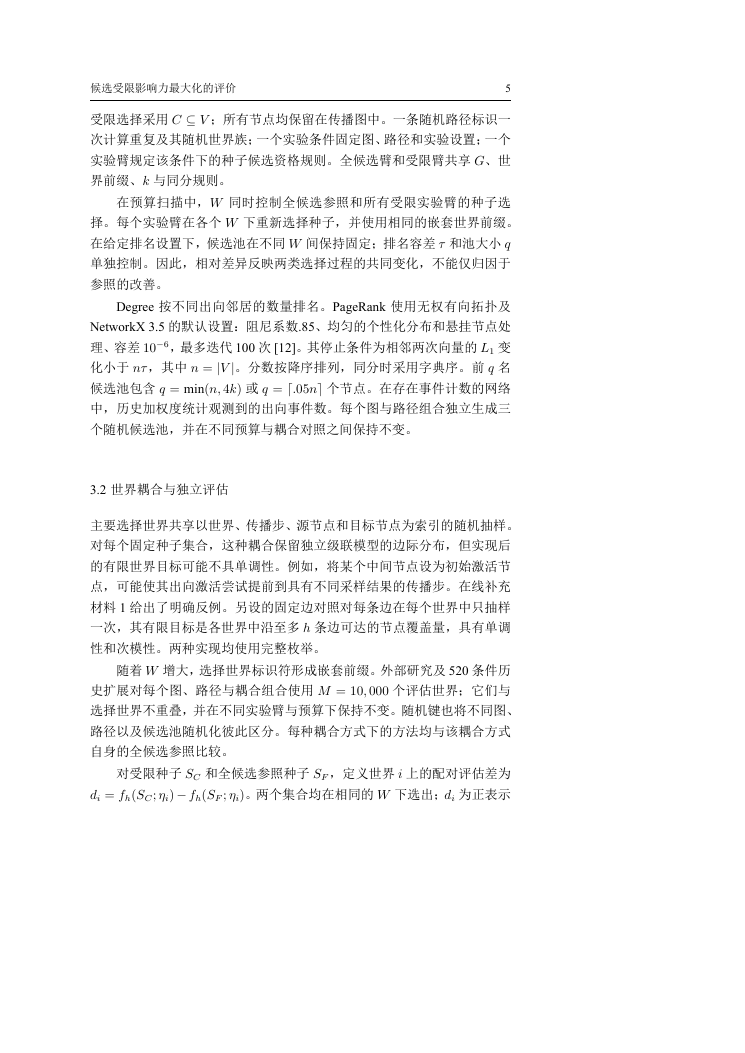 候选受限影响力最大化的评价 5
受限选择采用 C ⊆ V；所有节点均保留在传播图中。一条随机路径标识一
次计算重复及其随机世界族；一个实验条件固定图、路径和实验设置；一个
实验臂规定该条件下的种子候选资格规则。全候选臂和受限臂共享 G、世
界前缀、k 与同分规则。
在预算扫描中，W 同时控制全候选参照和所有受限实验臂的种子选
择。每个实验臂在各个 W 下重新选择种子，并使用相同的嵌套世界前缀。
在给定排名设置下，候选池在不同 W 间保持固定；排名容差 τ 和池大小 q
单独控制。因此，相对差异反映两类选择过程的共同变化，不能仅归因于
参照的改善。
Degree 按不同出向邻居的数量排名。PageRank 使用无权有向拓扑及
NetworkX 3.5 的默认设置：阻尼系数.85、均匀的个性化分布和悬挂节点处
理、容差 10⁻⁶，最多迭代 100 次 [12]。其停止条件为相邻两次向量的 L₁ 变
化小于 nτ，其中 n = |V|。分数按降序排列，同分时采用字典序。前 q 名
候选池包含 q = min(n, 4k) 或 q = ⌈.05n⌉ 个节点。在存在事件计数的网络
中，历史加权度统计观测到的出向事件数。每个图与路径组合独立生成三
个随机候选池，并在不同预算与耦合对照之间保持不变。
3.2 世界耦合与独立评估
主要选择世界共享以世界、传播步、源节点和目标节点为索引的随机抽样。
对每个固定种子集合，这种耦合保留独立级联模型的边际分布，但实现后
的有限世界目标可能不具单调性。例如，将某个中间节点设为初始激活节
点，可能使其出向激活尝试提前到具有不同采样结果的传播步。在线补充
材料 1 给出了明确反例。另设的固定边对照对每条边在每个世界中只抽样
一次，其有限目标是各世界中沿至多 h 条边可达的节点覆盖量，具有单调
性和次模性。两种实现均使用完整枚举。
随着 W 增大，选择世界标识符形成嵌套前缀。外部研究及 520 条件历
史扩展对每个图、路径与耦合组合使用 M = 10,000 个评估世界；它们与
选择世界不重叠，并在不同实验臂与预算下保持不变。随机键也将不同图、
路径以及候选池随机化彼此区分。每种耦合方式下的方法均与该耦合方式
自身的全候选参照比较。
对受限种子 S_C 和全候选参照种子 S_F，定义世界 i 上的配对评估差为
d_i = f_h(S_C; η_i) − f_h(S_F; η_i)。两个集合均在相同的 W 下选出；d_i 为正表示